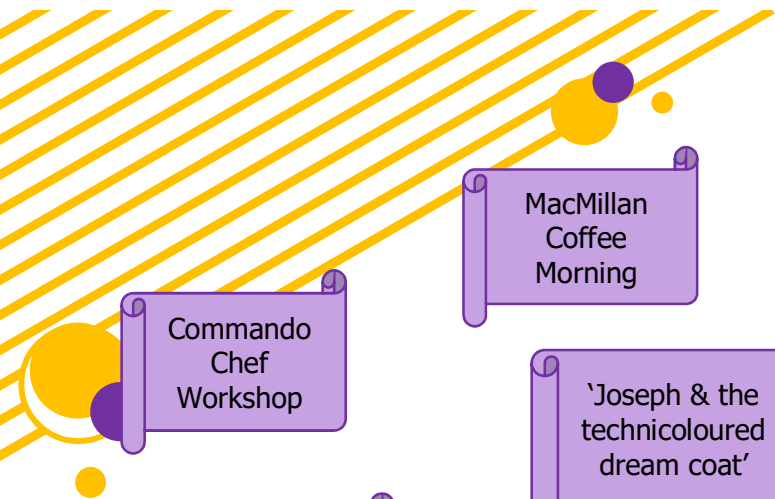 MacMillan
Coffee
Morning
Commando
Chef
Workshop
‘Joseph & the
technicoloured
dream coat’